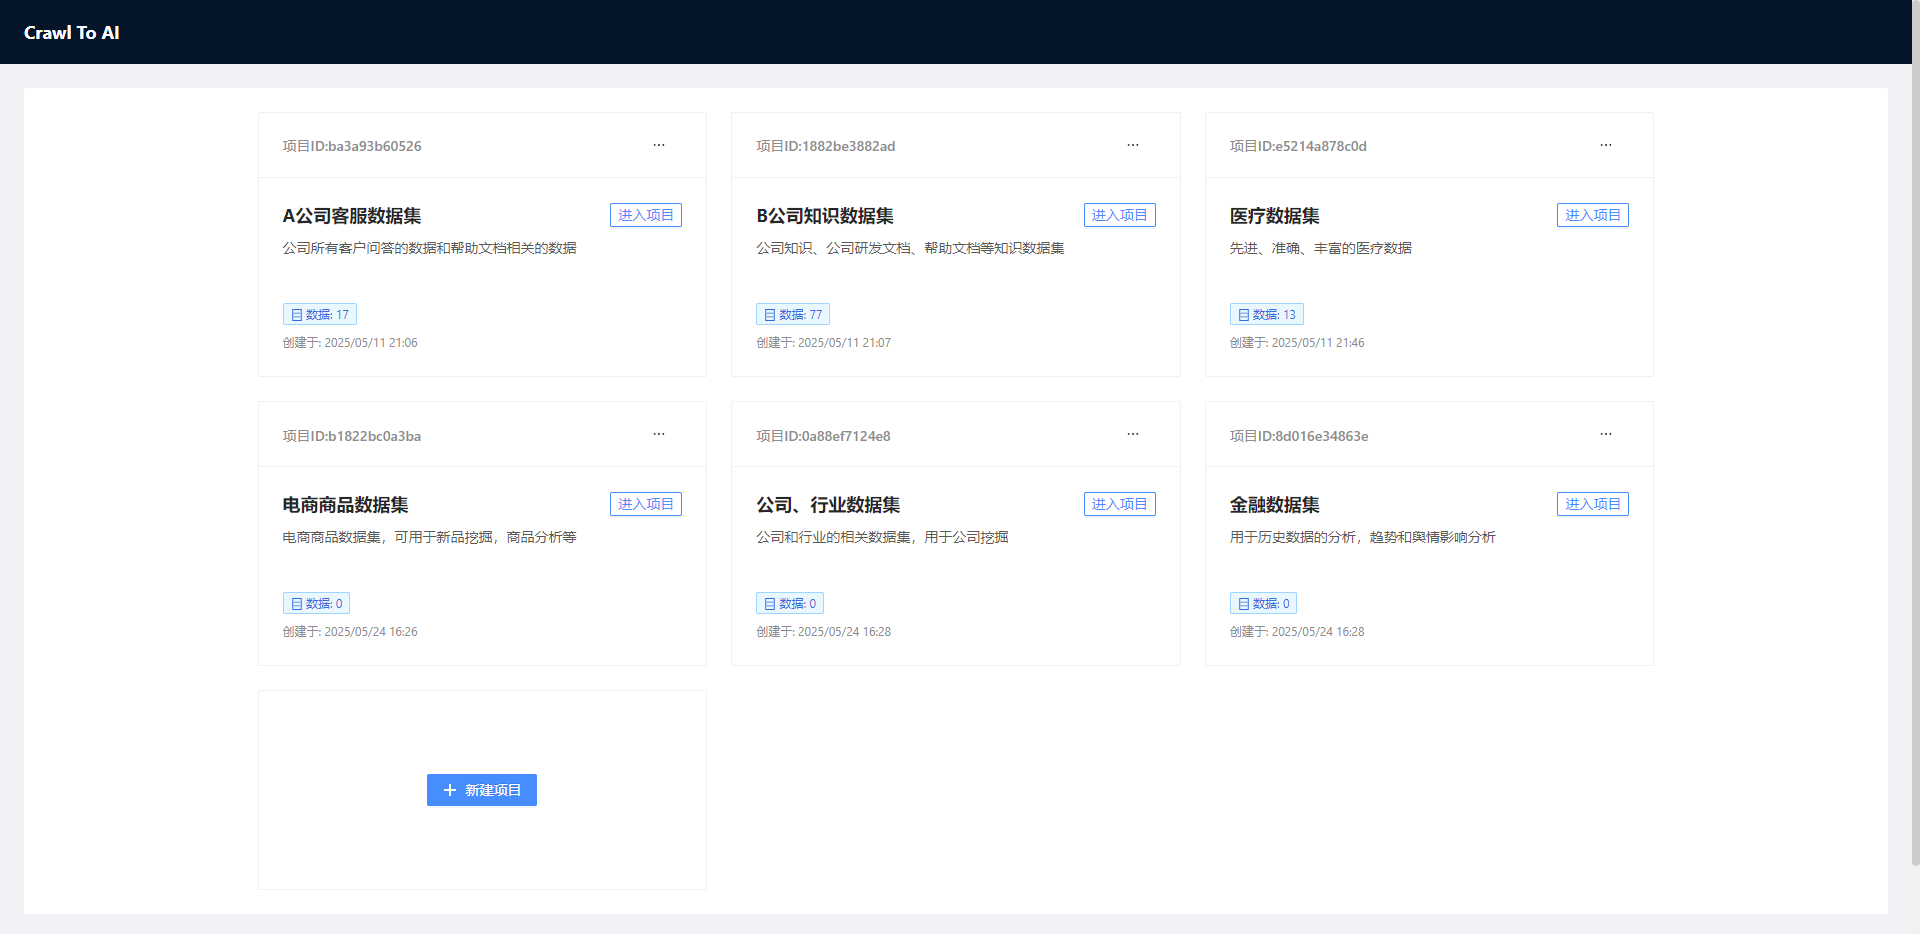 Crawl To AI
项目ID:ba3a93b60526
A公司客服数据集
进入项目
公司所有客户问答的数据和帮助文档相关的数据
数据: 17
创建于: 2025/05/11 21:06
项目ID:1882be3882ad
B公司知识数据集
进入项目
公司知识、公司研发文档、帮助文档等知识数据集
数据: 77
创建于: 2025/05/11 21:07
项目ID:e5214a878c0d
医疗数据集
进入项目
先进、准确、丰富的医疗数据
数据: 13
创建于: 2025/05/11 21:46
项目ID:b1822bc0a3ba
电商商品数据集
进入项目
电商商品数据集，可用于新品挖掘，商品分析等
数据: 0
创建于: 2025/05/24 16:26
项目ID:0a88ef7124e8
公司、行业数据集
进入项目
公司和行业的相关数据集，用于公司挖掘
数据: 0
创建于: 2025/05/24 16:28
项目ID:8d016e34863e
金融数据集
进入项目
用于历史数据的分析，趋势和舆情影响分析
数据: 0
创建于: 2025/05/24 16:28
新建项目